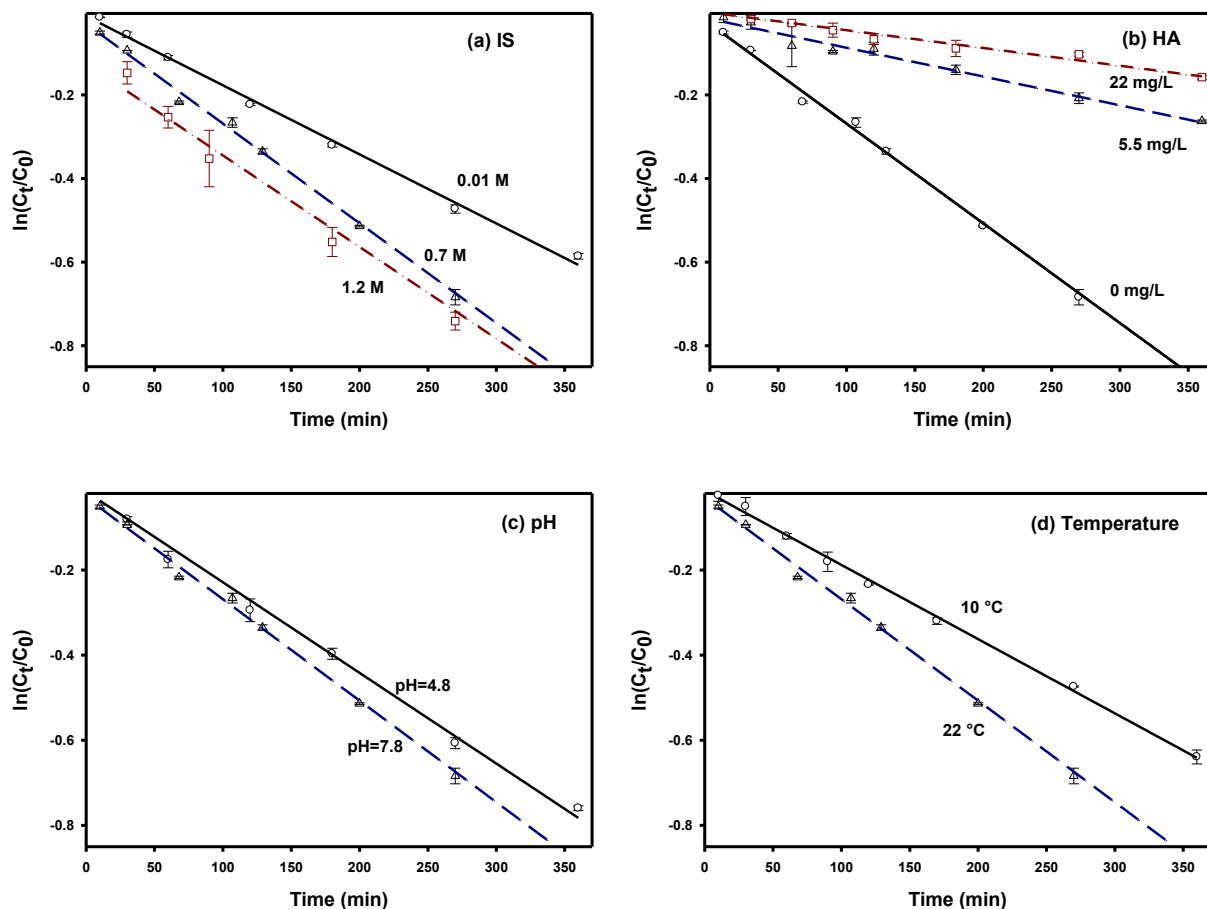 (a) IS
ln(Cₜ/C₀)
-0.2
-0.4
-0.6
-0.8
0.01 M
0.7 M
1.2 M
0 50 100 150 200 250 300 350
Time (min)
(b) HA
ln(Cₜ/C₀)
-0.2
-0.4
-0.6
-0.8
22 mg/L
5.5 mg/L
0 mg/L
0 50 100 150 200 250 300 350
Time (min)
(c) pH
ln(Cₜ/C₀)
-0.2
-0.4
-0.6
-0.8
pH=4.8
pH=7.8
0 50 100 150 200 250 300 350
Time (min)
(d) Temperature
ln(Cₜ/C₀)
-0.2
-0.4
-0.6
-0.8
10 °C
22 °C
0 50 100 150 200 250 300 350
Time (min)